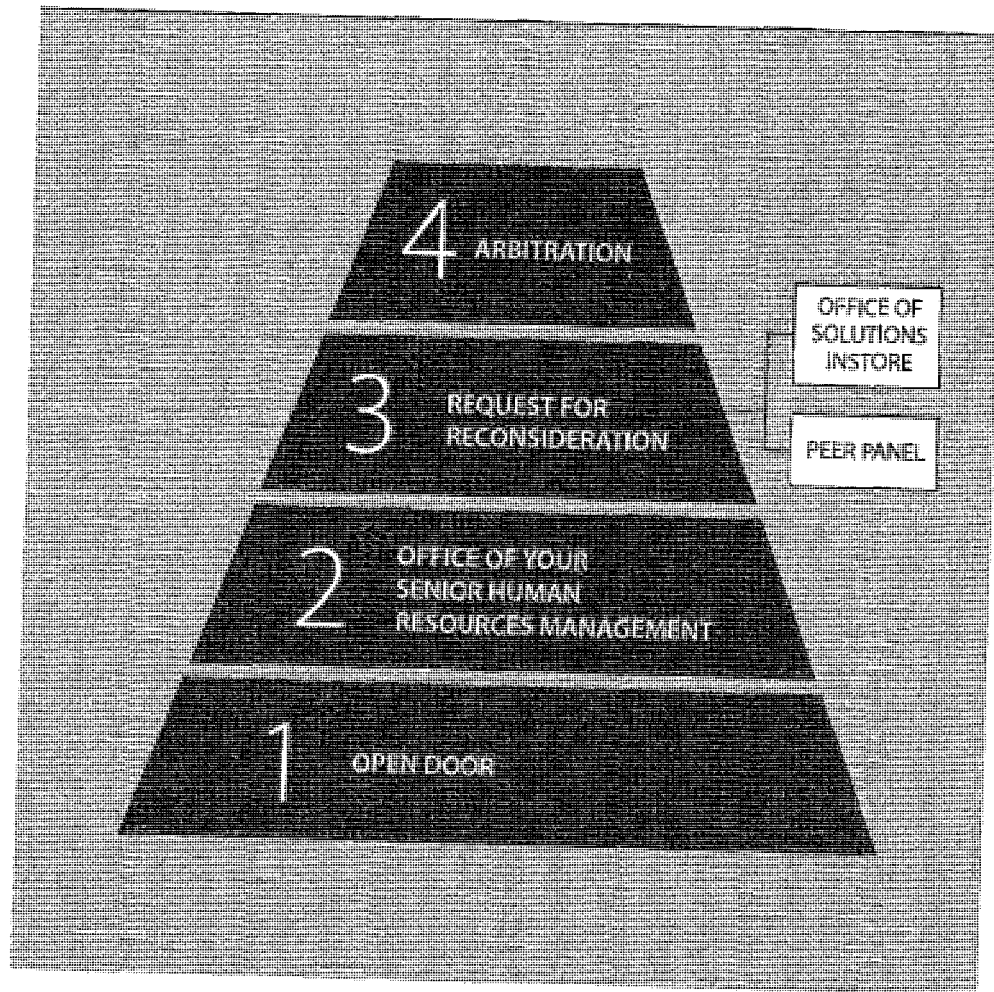 4 ARBITRATION
OFFICE OF
SOLUTIONS
INSTORE
3 REQUEST FOR
RECONSIDERATION
PEER PANEL
2 OFFICE OF YOUR
SENIOR HUMAN
RESOURCES MANAGEMENT
1 OPEN DOOR